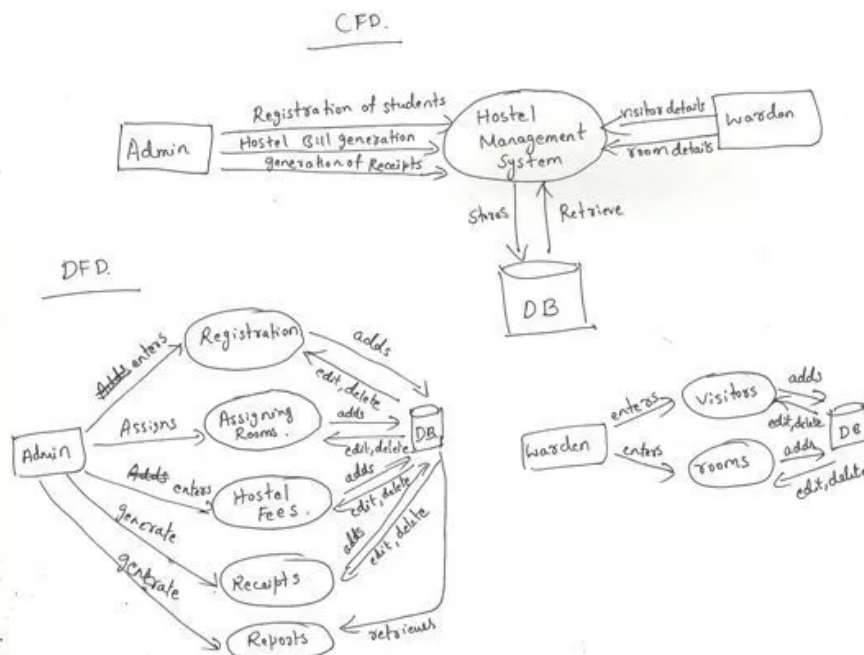 CFD.
Registration of students
Hostel Bill generation
generation of Receipts
Admin
Hostel
Management
System
visitor details
room details
Warden
Stores
Retrieve
DB
DFD.
Adds enters
Registration
adds
edit, delete
Assigns
Assigning
Rooms.
adds
edit, delete
DB
Admin
Adds enters
Hostel
Fees.
adds
edit, delete
generate
Receipts
adds
edit, delete
generate
Reports
retrieves
Warden
enters
visitors
adds
edit, delete
DB
enters
rooms
adds
edit, delete